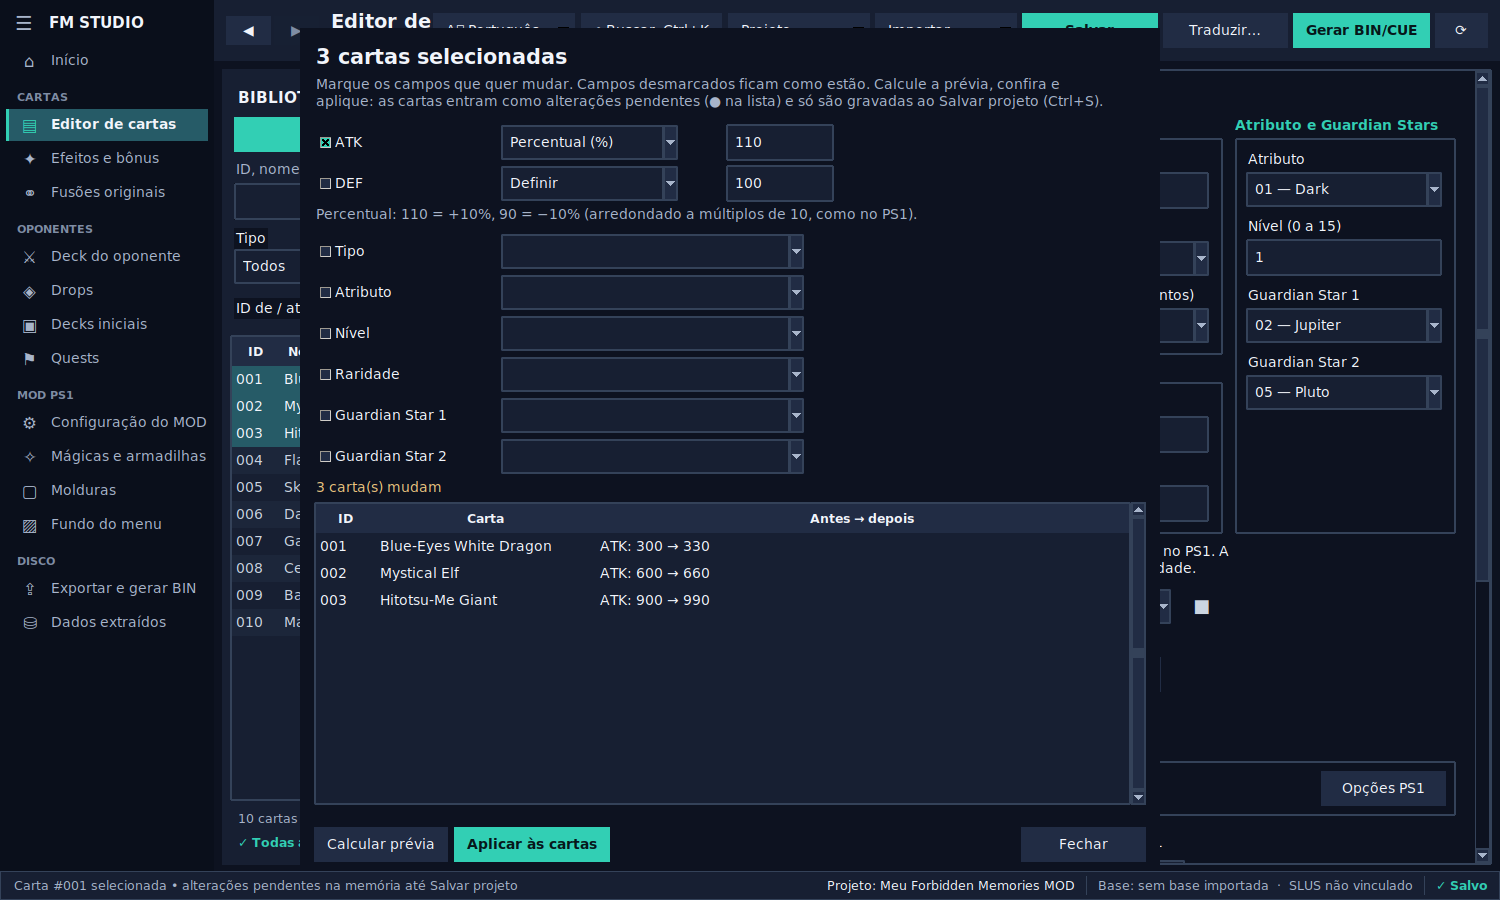 ☰ FM STUDIO
⌂ Início
CARTAS
Editor de cartas
Efeitos e bônus
Fusões originais
OPONENTES
Deck do oponente
Drops
Decks iniciais
Quests
MOD PS1
Configuração do MOD
Mágicas e armadilhas
Molduras
Fundo do menu
DISCO
Exportar e gerar BIN
Dados extraídos
◀ ▶ Editor de
Salvar
Traduzir...
Gerar BIN/CUE
⟳
ID, nome
Tipo
Todos
ID de / at
ID
001
002
003
004
005
006
007
008
009
010
10 cartas
✓ Todas
3 cartas selecionadas
Marque os campos que quer mudar. Campos desmarcados ficam como estão. Calcule a prévia, confira e
aplique: as cartas entram como alterações pendentes (● na lista) e só são gravadas ao Salvar projeto (Ctrl+S).
ATK Percentual (%) 110
DEF Definir 100
Percentual: 110 = +10%, 90 = −10% (arredondado a múltiplos de 10, como no PS1).
Tipo
Atributo
Nível
Raridade
Guardian Star 1
Guardian Star 2
3 carta(s) mudam
ID Carta Antes → depois
001 Blue-Eyes White Dragon ATK: 300 → 330
002 Mystical Elf ATK: 600 → 660
003 Hitotsu-Me Giant ATK: 900 → 990
Calcular prévia
Aplicar às cartas
Fechar
ntos)
Atributo e Guardian Stars
Atributo
01 — Dark
Nível (0 a 15)
1
Guardian Star 1
02 — Jupiter
Guardian Star 2
05 — Pluto
no PS1. A
dade.
Opções PS1
Carta #001 selecionada • alterações pendentes na memória até Salvar projeto
Projeto: Meu Forbidden Memories MOD
Base: sem base importada · SLUS não vinculado
✓ Salvo